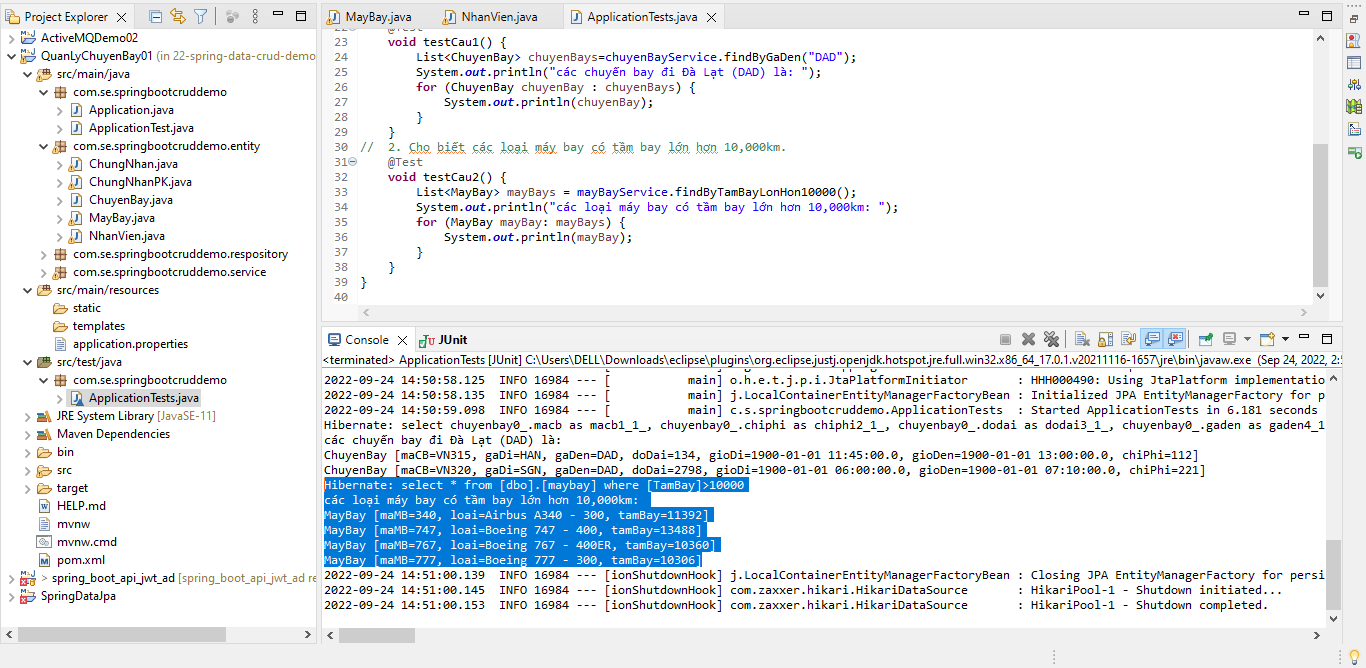 Project Explorer
ActiveMQDemo02
QuanLyChuyenBay01 (in 22-spring-data-crud-demo
src/main/java
com.se.springbootcruddemo
Application.java
ApplicationTest.java
com.se.springbootcruddemo.entity
ChungNhan.java
ChungNhanPK.java
ChuyenBay.java
MayBay.java
NhanVien.java
com.se.springbootcruddemo.respository
com.se.springbootcruddemo.service
src/main/resources
static
templates
application.properties
src/test/java
com.se.springbootcruddemo
ApplicationTests.java
JRE System Library [JavaSE-11]
Maven Dependencies
bin
src
target
HELP.md
mvnw
mvnw.cmd
pom.xml
> spring_boot_api_jwt_ad [spring_boot_api_jwt_ad re
SpringDataJpa
MayBay.java
NhanVien.java
ApplicationTests.java
22 @Test
23 void testCau1() {
24 List<ChuyenBay> chuyenBays=chuyenBayService.findByGaDen("DAD");
25 System.out.println("các chuyến bay đi Đà Lạt (DAD) là: ");
26 for (ChuyenBay chuyenBay : chuyenBays) {
27 System.out.println(chuyenBay);
28 }
29 }
30 // 2. Cho biết các loại máy bay có tầm bay lớn hơn 10,000km.
31 @Test
32 void testCau2() {
33 List<MayBay> mayBays = mayBayService.findByTamBayLonHon10000();
34 System.out.println("các loại máy bay có tầm bay lớn hơn 10,000km: ");
35 for (MayBay mayBay: mayBays) {
36 System.out.println(mayBay);
37 }
38 }
39 }
40
Console
JUnit
<terminated> ApplicationTests [JUnit] C:\Users\DELL\Downloads\eclipse\plugins\org.eclipse.justj.openjdk.hotspot.jre.full.win32.x86_64_17.0.1.v20211116-1657\jre\bin\javaw.exe (Sep 24, 2022, 2:5
2022-09-24 14:50:58.125 INFO 16984 --- [ main] o.h.e.t.j.p.i.JtaPlatformInitiator : HHH000490: Using JtaPlatform implementatio
2022-09-24 14:50:58.135 INFO 16984 --- [ main] j.LocalContainerEntityManagerFactoryBean : Initialized JPA EntityManagerFactory for p
2022-09-24 14:50:59.098 INFO 16984 --- [ main] c.s.springbootcruddemo.ApplicationTests : Started ApplicationTests in 6.181 seconds
Hibernate: select chuyenbay0_.macb as macb1_1_, chuyenbay0_.chiphi as chiphi2_1_, chuyenbay0_.dodai as dodai3_1_, chuyenbay0_.gaden as gaden4_1
các chuyến bay đi Đà Lạt (DAD) là:
ChuyenBay [maCB=VN315, gaDi=HAN, gaDen=DAD, doDai=134, gioDi=1900-01-01 11:45:00.0, gioDen=1900-01-01 13:00:00.0, chiPhi=112]
ChuyenBay [maCB=VN320, gaDi=SGN, gaDen=DAD, doDai=2798, gioDi=1900-01-01 06:00:00.0, gioDen=1900-01-01 07:10:00.0, chiPhi=221]
Hibernate: select * from [dbo].[maybay] where [TamBay]>10000
các loại máy bay có tầm bay lớn hơn 10,000km:
MayBay [maMB=340, loai=Airbus A340 - 300, tamBay=11392]
MayBay [maMB=747, loai=Boeing 747 - 400, tamBay=13488]
MayBay [maMB=767, loai=Boeing 767 - 400ER, tamBay=10360]
MayBay [maMB=777, loai=Boeing 777 - 300, tamBay=10306]
2022-09-24 14:51:00.139 INFO 16984 --- [ionShutdownHook] j.LocalContainerEntityManagerFactoryBean : Closing JPA EntityManagerFactory for persi
2022-09-24 14:51:00.145 INFO 16984 --- [ionShutdownHook] com.zaxxer.hikari.HikariDataSource : HikariPool-1 - Shutdown initiated...
2022-09-24 14:51:00.153 INFO 16984 --- [ionShutdownHook] com.zaxxer.hikari.HikariDataSource : HikariPool-1 - Shutdown completed.